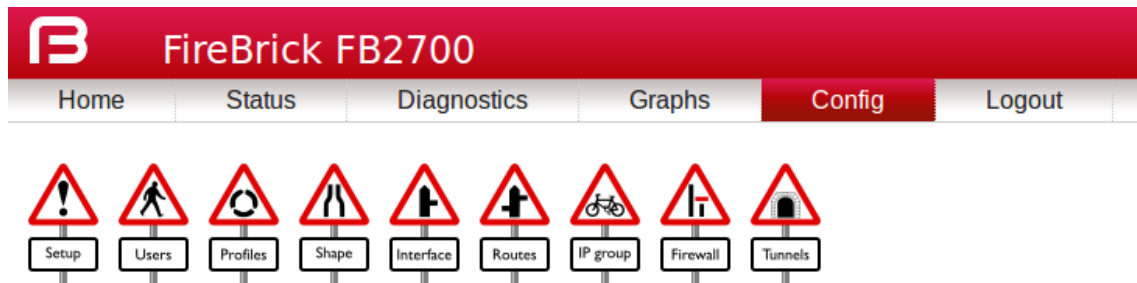 FireBrick FB2700
Home Status Diagnostics Graphs Config Logout
Setup Users Profiles Shape Interface Routes IP group Firewall Tunnels